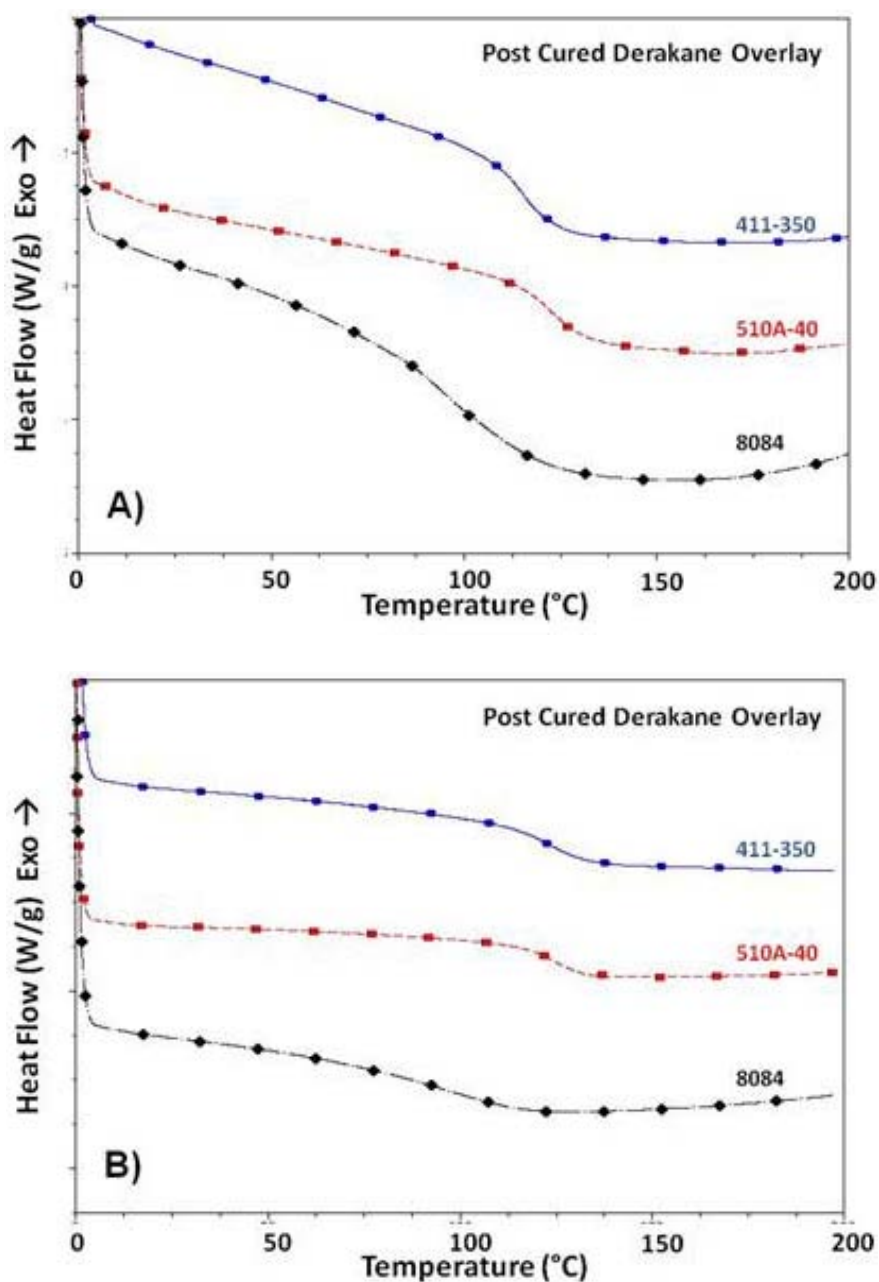 Post Cured Derakane Overlay
Heat Flow (W/g) Exo →
411-350
510A-40
8084
A)
0 50 100 150 200
Temperature (°C)
Post Cured Derakane Overlay
Heat Flow (W/g) Exo →
411-350
510A-40
8084
B)
0 50 100 150 200
Temperature (°C)